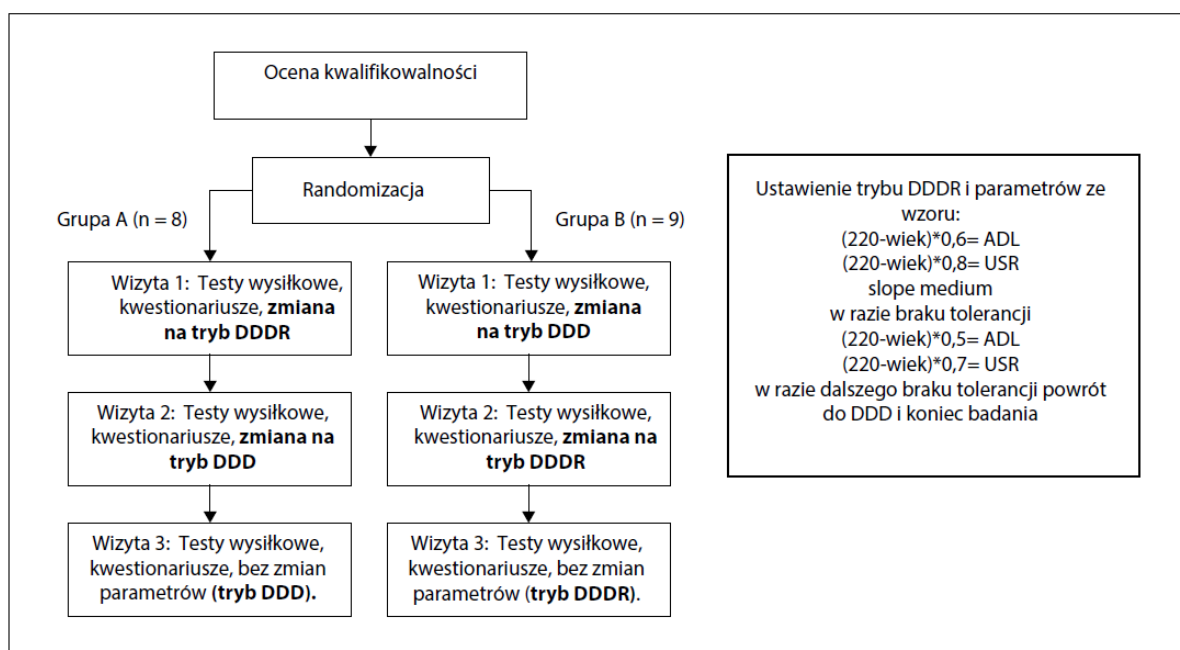 Ocena kwalifikowalności
Randomizacja
Grupa A (n = 8)
Grupa B (n = 9)
Wizyta 1: Testy wysiłkowe,
kwestionariusze, zmiana
na tryb DDDR
Wizyta 1: Testy wysiłkowe,
kwestionariusze, zmiana
na tryb DDD
Wizyta 2: Testy wysiłkowe,
kwestionariusze, zmiana na
tryb DDD
Wizyta 2: Testy wysiłkowe,
kwestionariusze, zmiana na
tryb DDDR
Wizyta 3: Testy wysiłkowe,
kwestionariusze, bez zmian
parametrów (tryb DDD).
Wizyta 3: Testy wysiłkowe,
kwestionariusze, bez zmian
parametrów (tryb DDDR).
Ustawienie trybu DDDR i parametrów ze
wzoru:
(220-wiek)*0,6= ADL
(220-wiek)*0,8= USR
slope medium
w razie braku tolerancji
(220-wiek)*0,5= ADL
(220-wiek)*0,7= USR
w razie dalszego braku tolerancji powrót
do DDD i koniec badania